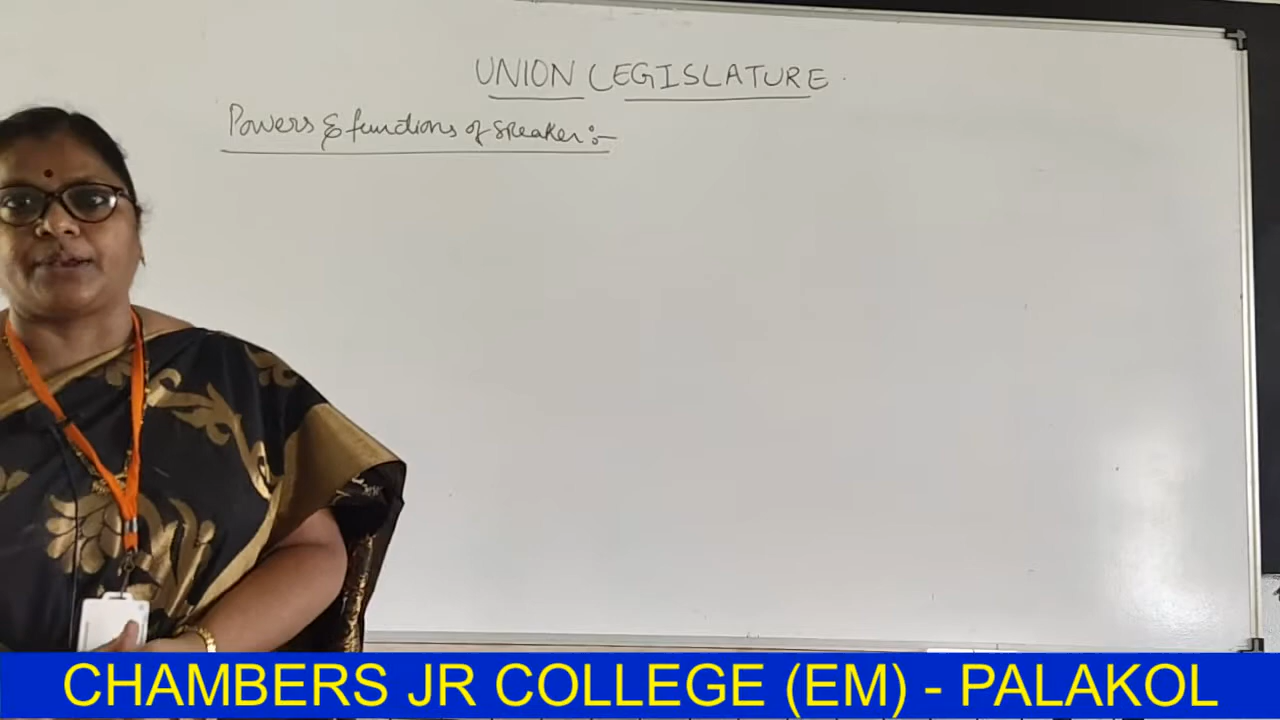 UNION LEGISLATURE
Powers & functions of Speaker:-
CHAMBERS JR COLLEGE (EM) - PALAKOL